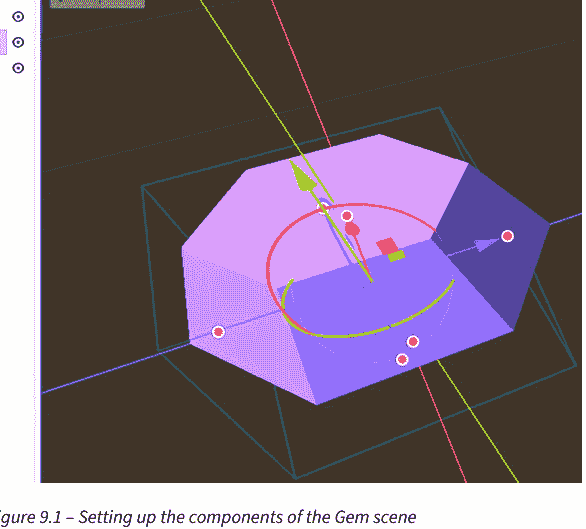 igure 9.1 – Setting up the components of the Gem scene